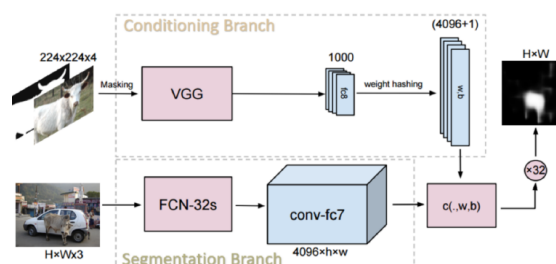 Conditioning Branch
(4096+1)
224x224x4
1000
H×W
Masking
VGG
fc8
weight hashing
w,b
×32
FCN-32s
conv-fc7
c(.,w,b)
H×Wx3
4096×h×w
Segmentation Branch